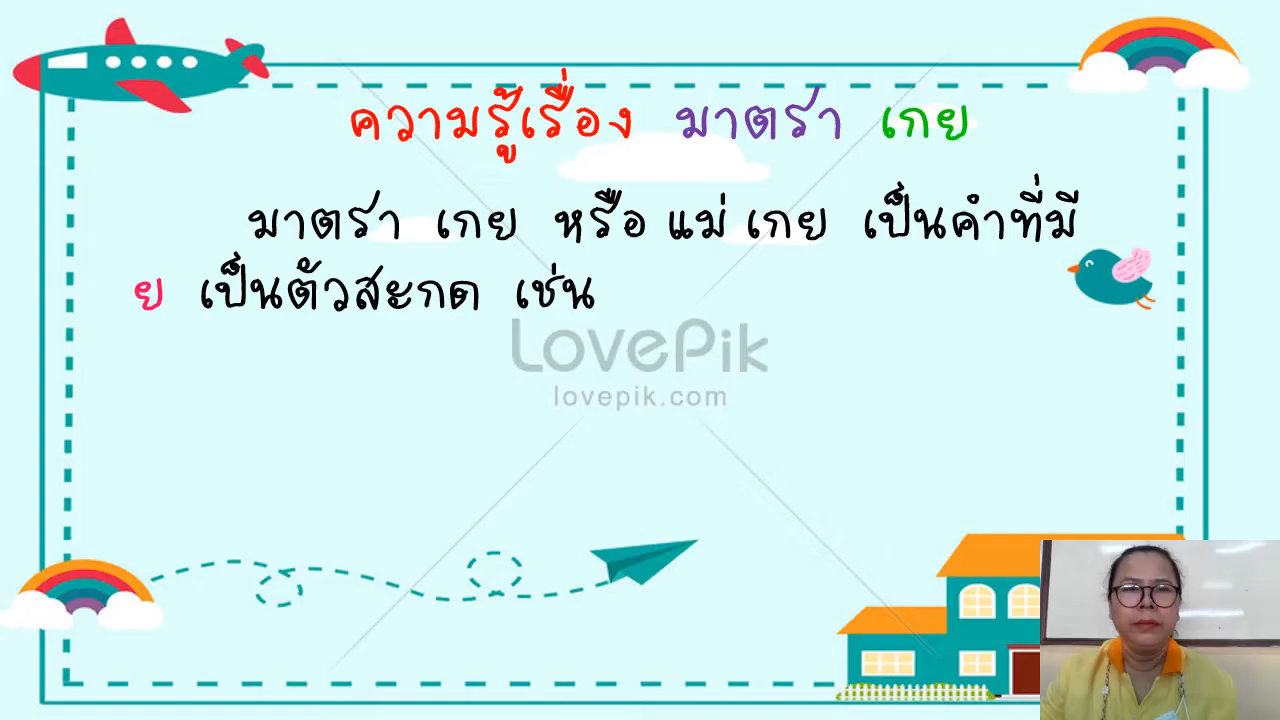 ความรู้เรื่อง มาตรา เกย
มาตรา เกย หรือ แม่ เกย เป็นคำที่มี
ย เป็นตัวสะกด เช่น
LovePik
lovepik.com